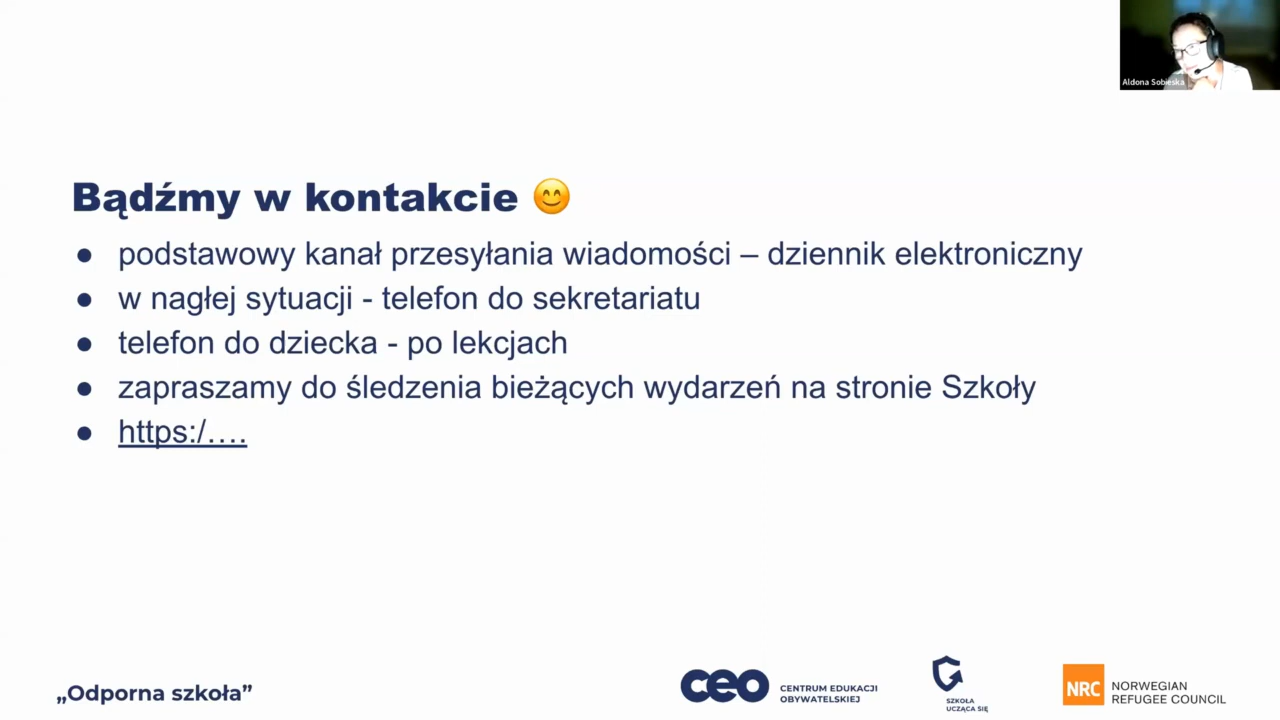 Aldona Sobieska
Bądźmy w kontakcie 😊
● podstawowy kanał przesyłania wiadomości – dziennik elektroniczny
● w nagłej sytuacji - telefon do sekretariatu
● telefon do dziecka - po lekcjach
● zapraszamy do śledzenia bieżących wydarzeń na stronie Szkoły
● https:/….
„Odporna szkoła”
ceo
CENTRUM EDUKACJI
OBYWATELSKIEJ
SZKOŁA
UCZĄCA SIĘ
NRC
NORWEGIAN
REFUGEE COUNCIL